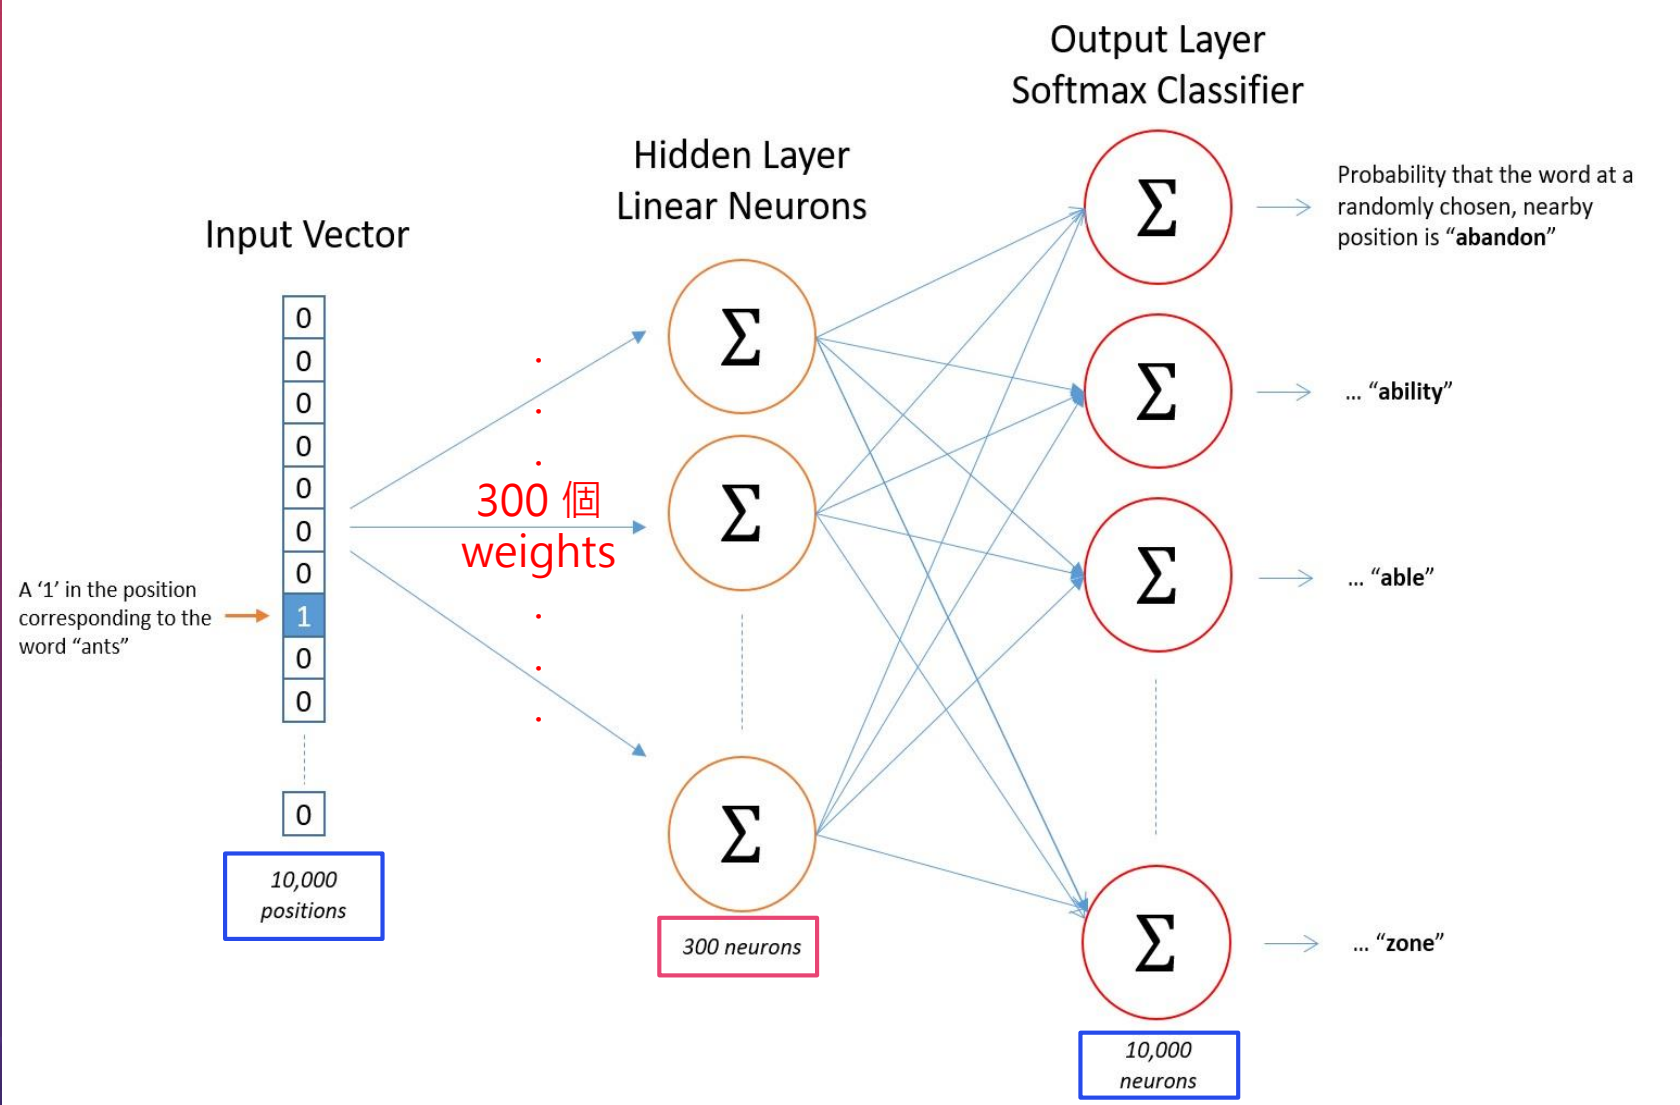 Output Layer
Softmax Classifier
Hidden Layer
Linear Neurons
Input Vector
0
0
0
0
0
0
0
1
0
0
0
A ‘1’ in the position
corresponding to the
word “ants”
10,000
positions
300 個
weights
Σ
Σ
Σ
300 neurons
Σ
Σ
Σ
Σ
10,000
neurons
Probability that the word at a
randomly chosen, nearby
position is “abandon”
... “ability”
... “able”
... “zone”